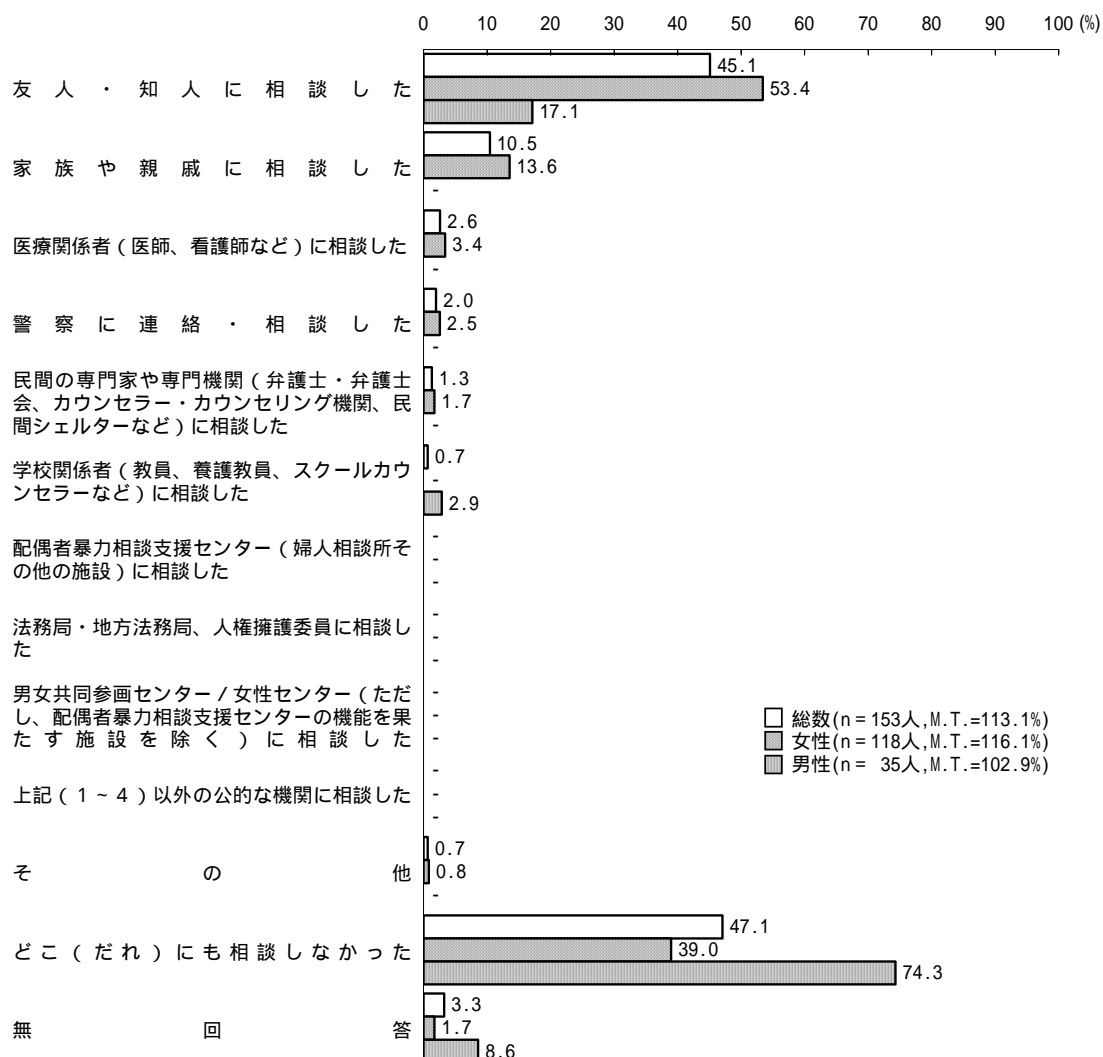 0 10 20 30 40 50 60 70 80 90 100 (%)
友人・知人に相談した
45.1
53.4
17.1
家族や親戚に相談した
10.5
13.6
-
医療関係者(医師、看護師など)に相談した
2.6
3.4
-
警察に連絡・相談した
2.0
2.5
-
民間の専門家や専門機関(弁護士・弁護士
会、カウンセラー・カウンセリング機関、民
間シェルターなど)に相談した
1.3
1.7
-
学校関係者(教員、養護教員、スクールカウ
ンセラーなど)に相談した
0.7
-
2.9
配偶者暴力相談支援センター(婦人相談所そ
の他の施設)に相談した
-
-
-
法務局・地方法務局、人権擁護委員に相談し
た
-
-
-
男女共同参画センター/女性センター(ただ
し、配偶者暴力相談支援センターの機能を果
たす施設を除く)に相談した
-
-
-
総数(n=153人,M.T.=113.1%)
女性(n=118人,M.T.=116.1%)
男性(n= 35人,M.T.=102.9%)
上記(1~4)以外の公的な機関に相談した
-
-
-
その他
0.7
0.8
-
どこ(だれ)にも相談しなかった
47.1
39.0
74.3
無回答
3.3
1.7
8.6